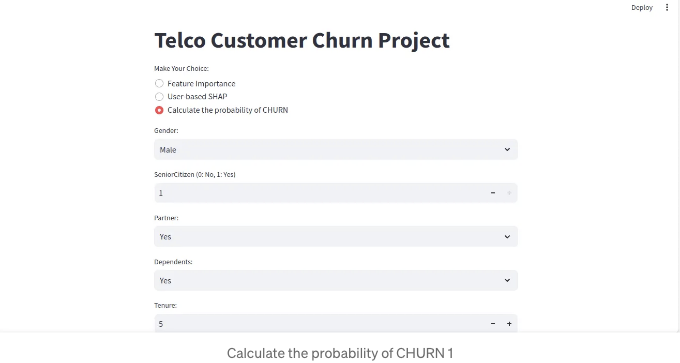 Deploy
Telco Customer Churn Project
Make Your Choice:
Feature Importance
User-based SHAP
Calculate the probability of CHURN
Gender:
Male
SeniorCitizen (0: No, 1: Yes)
1
Partner:
Yes
Dependents:
Yes
Tenure:
5
Calculate the probability of CHURN 1